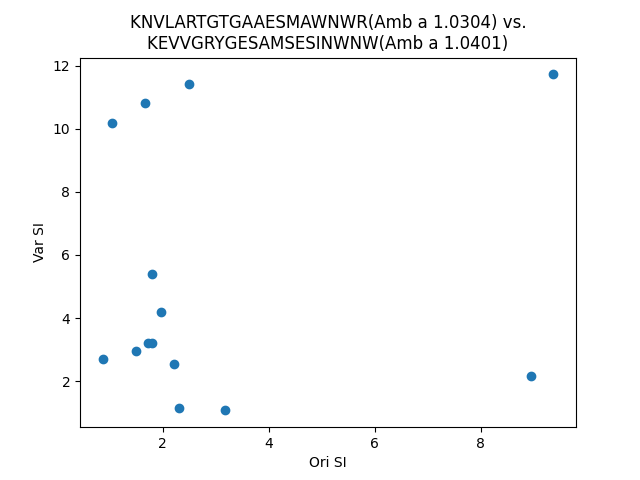 KNVLARTGTGAAESMAWNWR(Amb a 1.0304) vs.
KEVVGRYGESAMSESINWNW(Amb a 1.0401)
12
10
8
6
4
2
Var SI
2 4 6 8
Ori SI